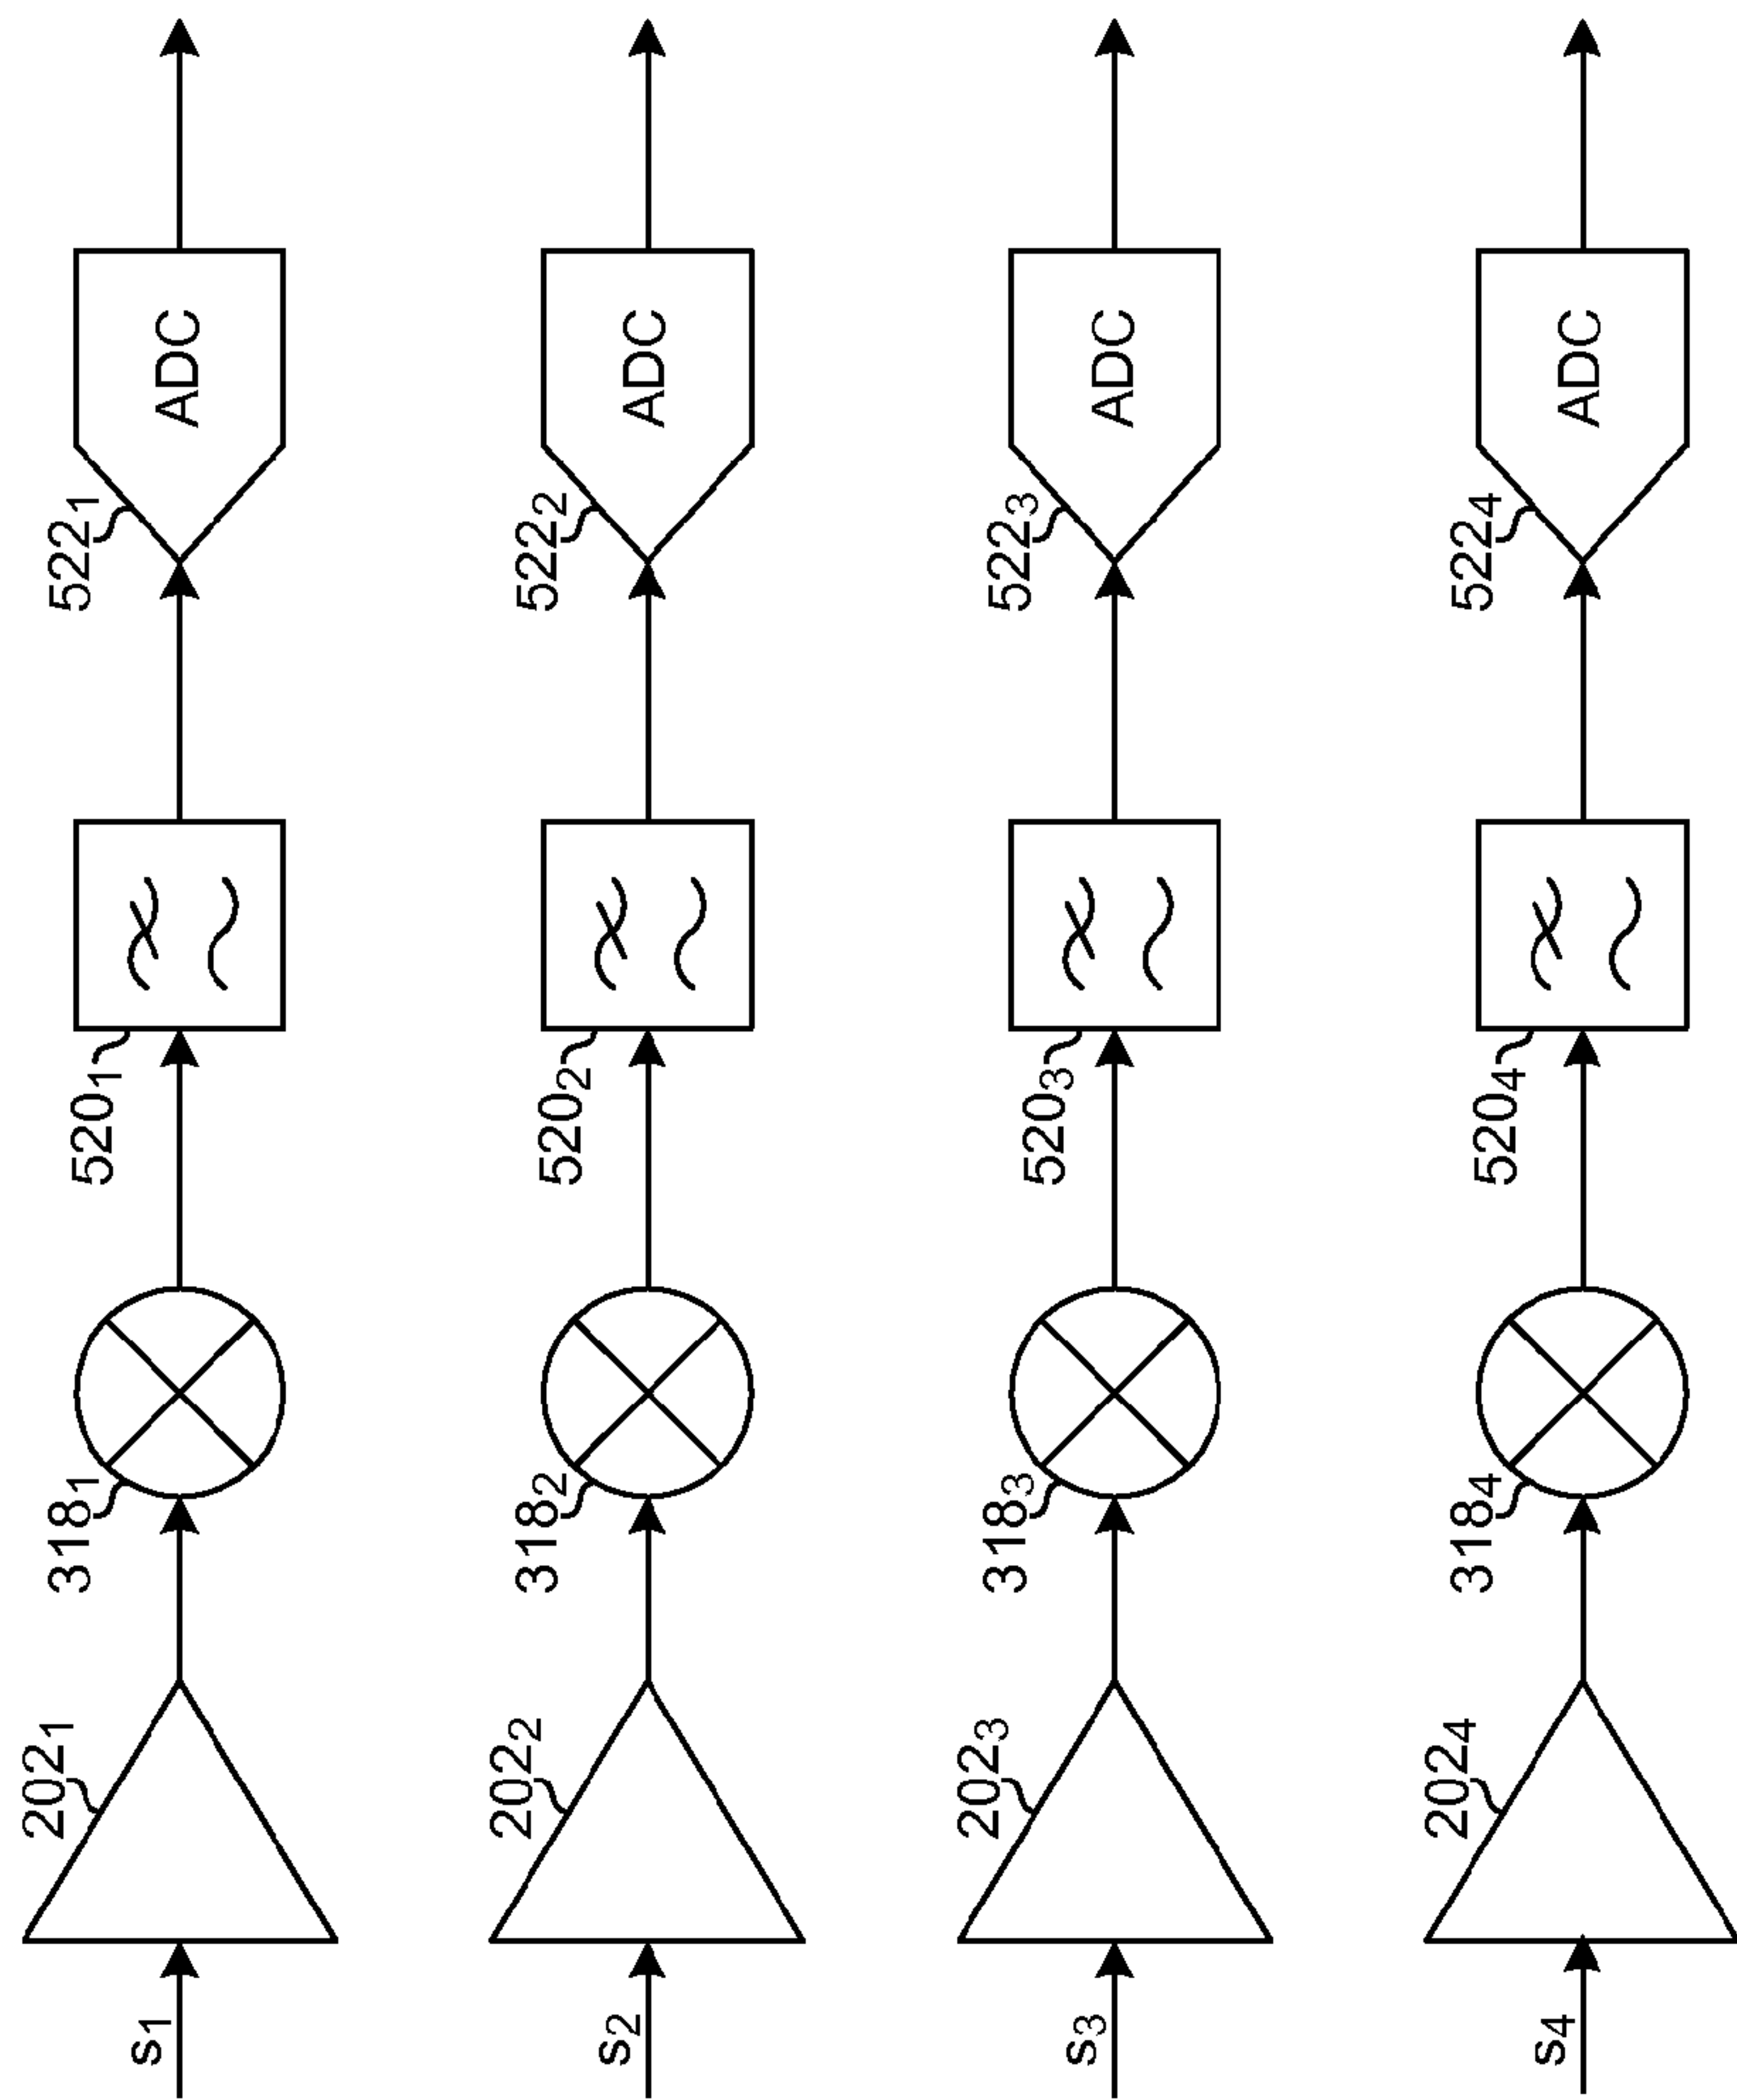 s₁
202₁
318₁
520₁
522₁
ADC
s₂
202₂
318₂
520₂
522₂
ADC
s₃
202₃
318₃
520₃
522₃
ADC
s₄
202₄
318₄
520₄
522₄
ADC